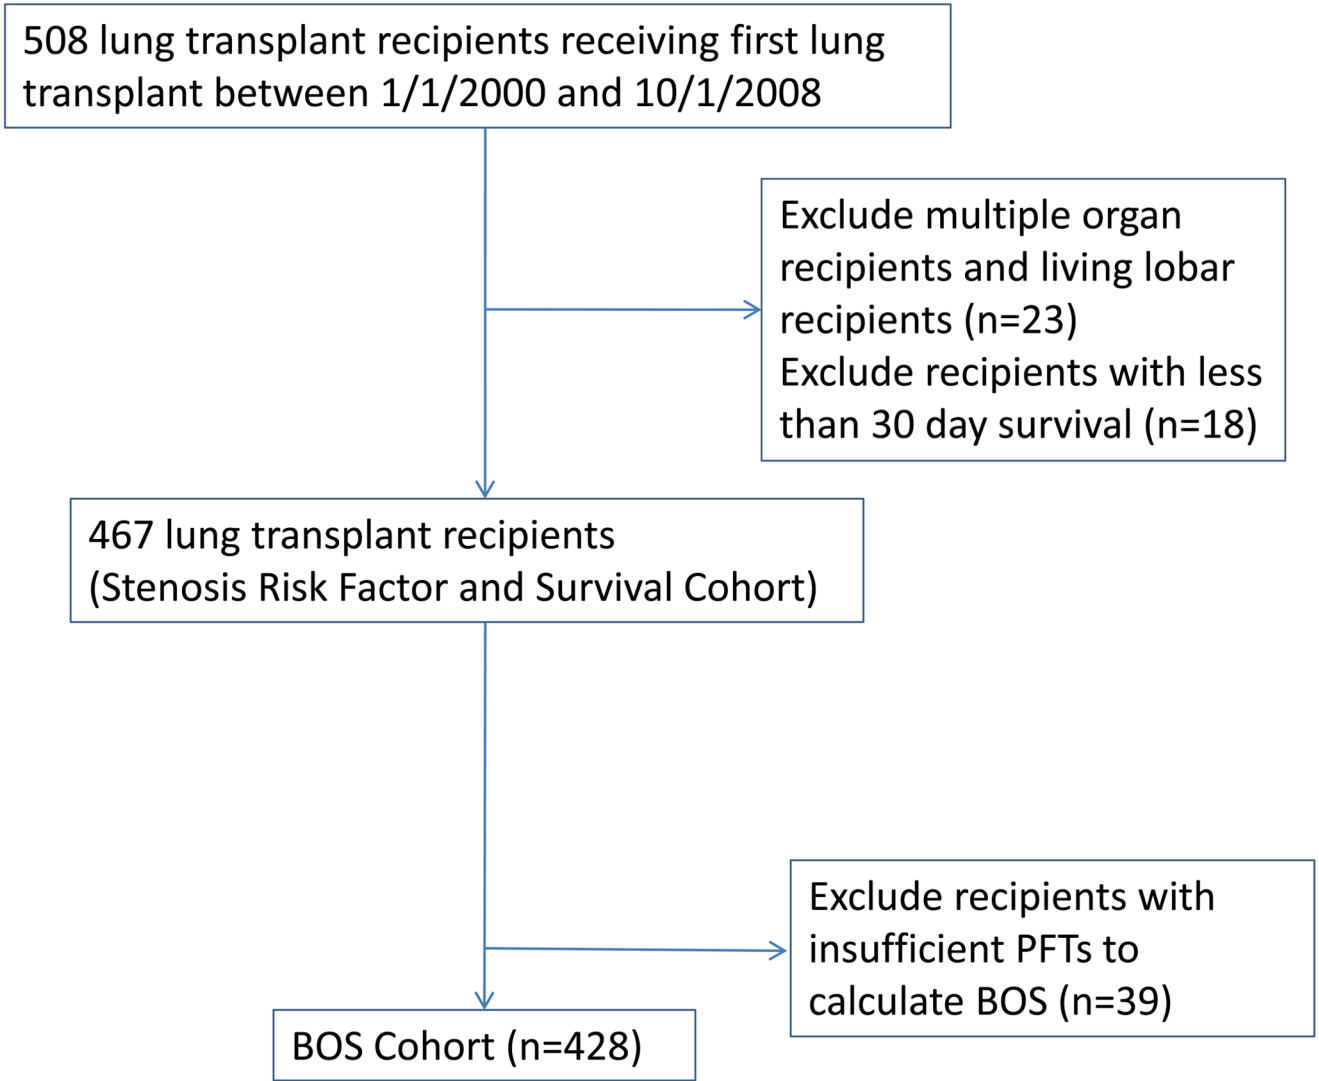 508 lung transplant recipients receiving first lung
transplant between 1/1/2000 and 10/1/2008
Exclude multiple organ
recipients and living lobar
recipients (n=23)
Exclude recipients with less
than 30 day survival (n=18)
467 lung transplant recipients
(Stenosis Risk Factor and Survival Cohort)
Exclude recipients with
insufficient PFTs to
calculate BOS (n=39)
BOS Cohort (n=428)